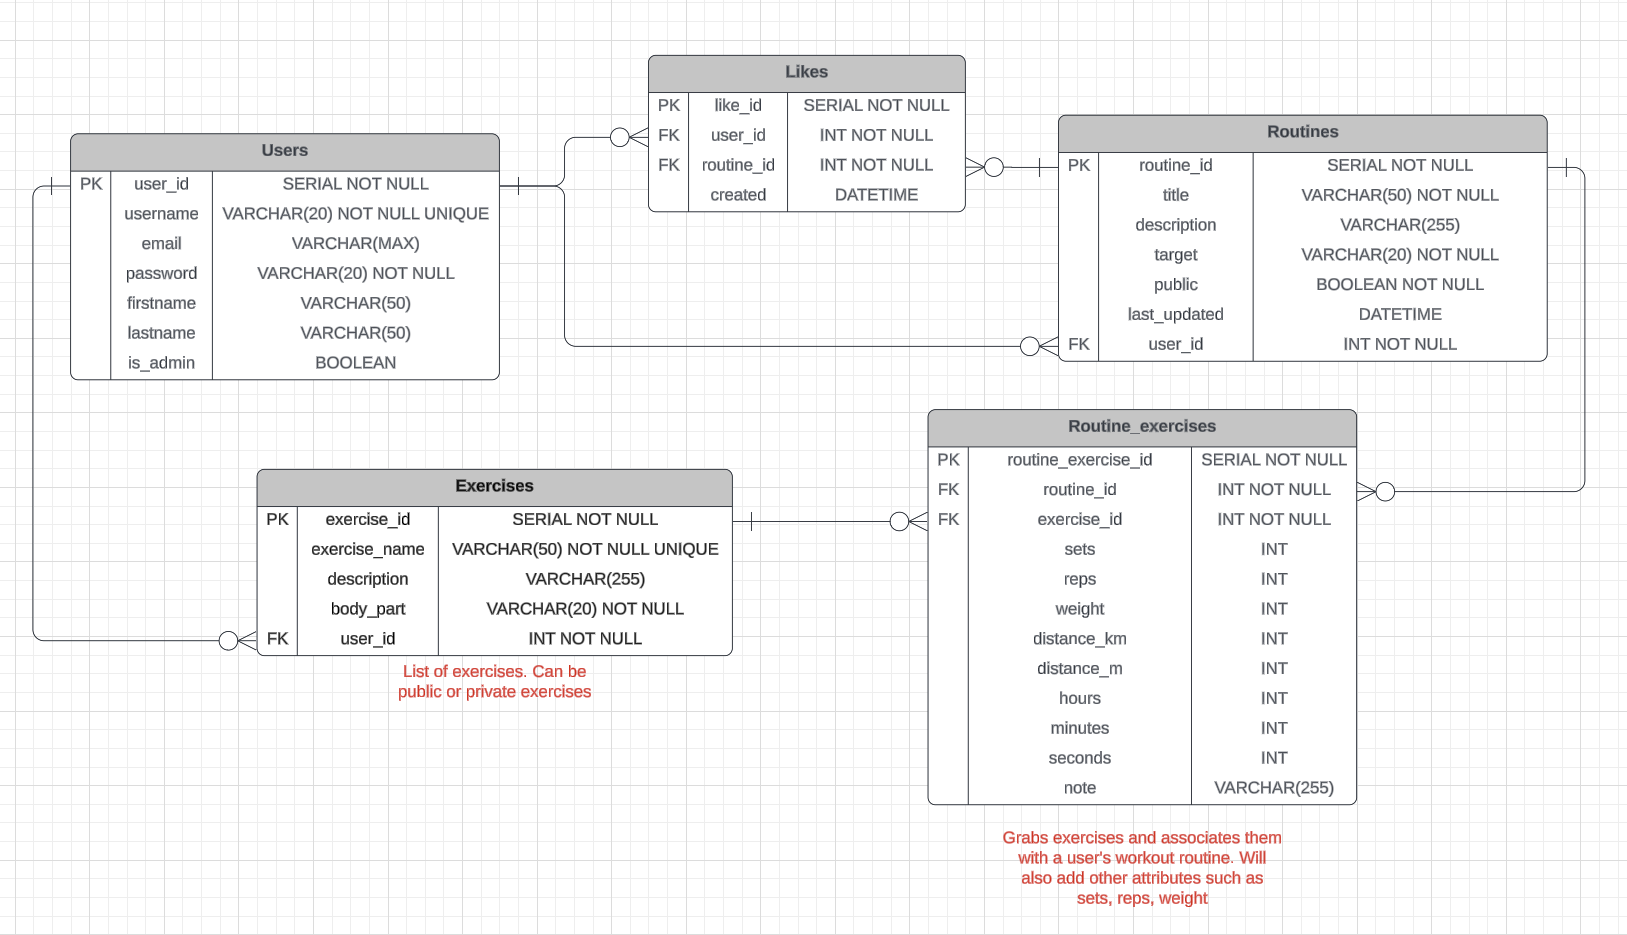 Likes
PK like_id SERIAL NOT NULL
FK user_id INT NOT NULL
FK routine_id INT NOT NULL
created DATETIME
Users
PK user_id SERIAL NOT NULL
username VARCHAR(20) NOT NULL UNIQUE
email VARCHAR(MAX)
password VARCHAR(20) NOT NULL
firstname VARCHAR(50)
lastname VARCHAR(50)
is_admin BOOLEAN
Routines
PK routine_id SERIAL NOT NULL
title VARCHAR(50) NOT NULL
description VARCHAR(255)
target VARCHAR(20) NOT NULL
public BOOLEAN NOT NULL
last_updated DATETIME
FK user_id INT NOT NULL
Exercises
PK exercise_id SERIAL NOT NULL
exercise_name VARCHAR(50) NOT NULL UNIQUE
description VARCHAR(255)
body_part VARCHAR(20) NOT NULL
FK user_id INT NOT NULL
List of exercises. Can be
public or private exercises
Routine_exercises
PK routine_exercise_id SERIAL NOT NULL
FK routine_id INT NOT NULL
FK exercise_id INT NOT NULL
sets INT
reps INT
weight INT
distance_km INT
distance_m INT
hours INT
minutes INT
seconds INT
note VARCHAR(255)
Grabs exercises and associates them
with a user's workout routine. Will
also add other attributes such as
sets, reps, weight